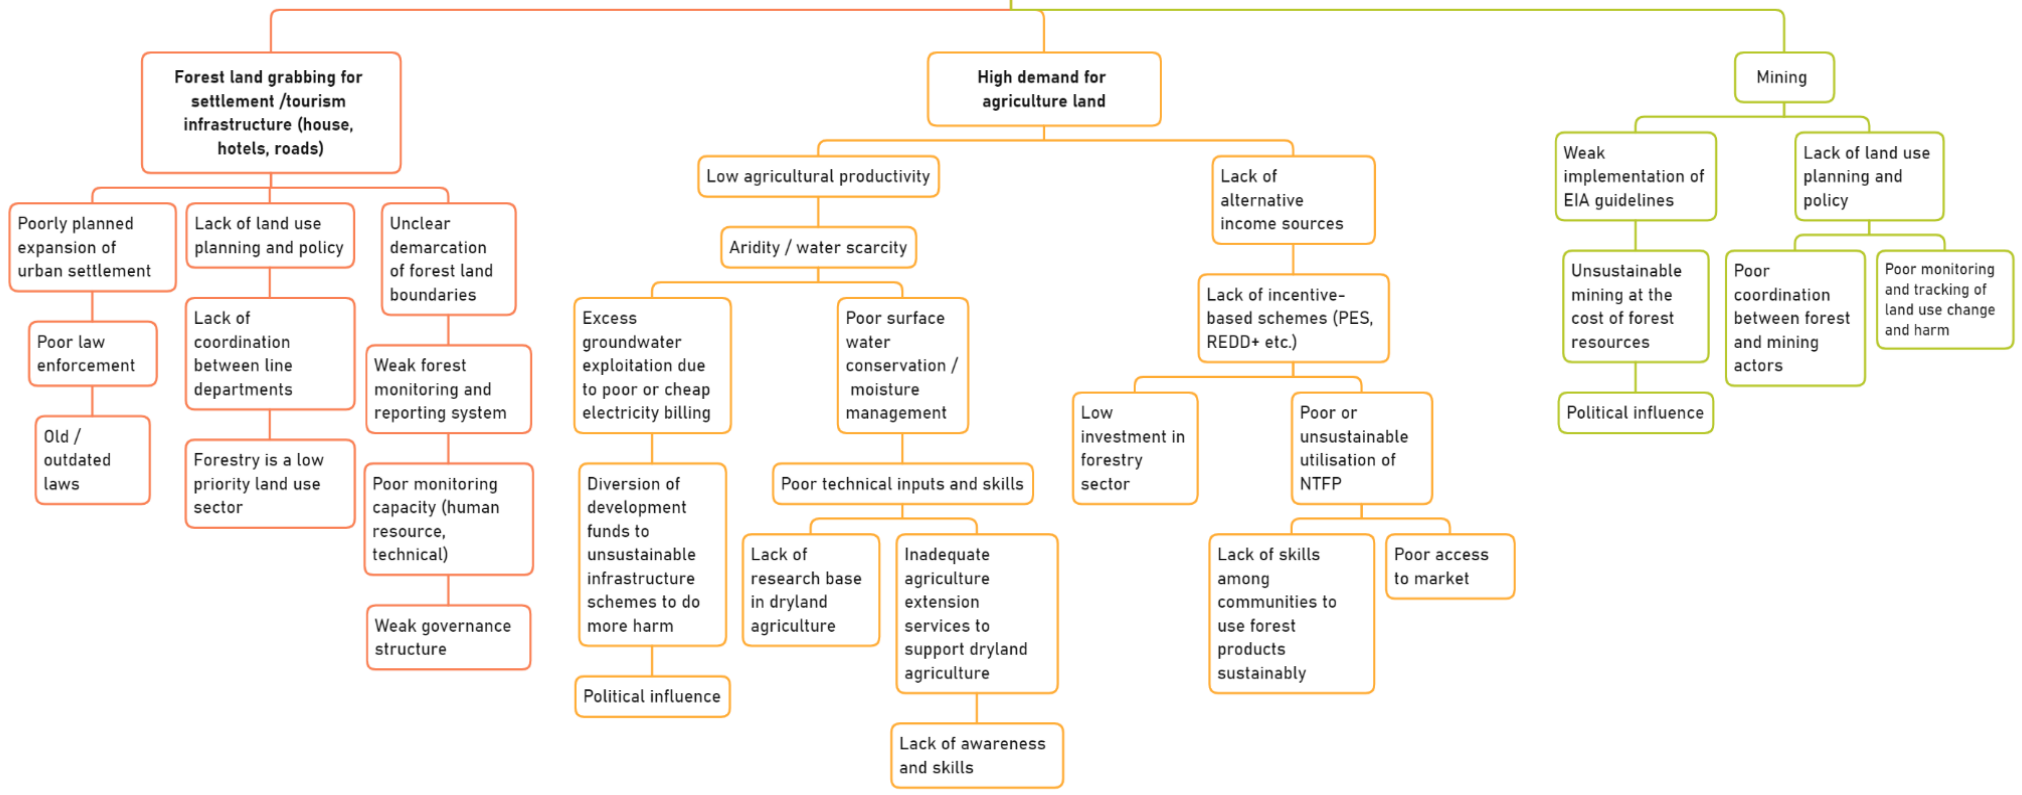 Forest land grabbing for
settlement /tourism
infrastructure (house,
hotels, roads)
Poorly planned
expansion of
urban settlement
Poor law
enforcement
Old /
outdated
laws
Lack of land use
planning and policy
Lack of
coordination
between line
departments
Forestry is a low
priority land use
sector
Unclear
demarcation
of forest land
boundaries
Weak forest
monitoring and
reporting system
Poor monitoring
capacity (human
resource,
technical)
Weak governance
structure
High demand for
agriculture land
Low agricultural productivity
Aridity / water scarcity
Excess
groundwater
exploitation due
to poor or cheap
electricity billing
Diversion of
development
funds to
unsustainable
infrastructure
schemes to do
more harm
Political influence
Poor surface
water
conservation /
moisture
management
Poor technical inputs and skills
Lack of
research base
in dryland
agriculture
Inadequate
agriculture
extension
services to
support dryland
agriculture
Lack of awareness
and skills
Lack of
alternative
income sources
Lack of incentive-
based schemes (PES,
REDD+ etc.)
Low
investment in
forestry
sector
Poor or
unsustainable
utilisation of
NTFP
Lack of skills
among
communities to
use forest
products
sustainably
Poor access
to market
Mining
Weak
implementation of
EIA guidelines
Unsustainable
mining at the
cost of forest
resources
Political influence
Lack of land use
planning and
policy
Poor
coordination
between forest
and mining
actors
Poor monitoring
and tracking of
land use change
and harm